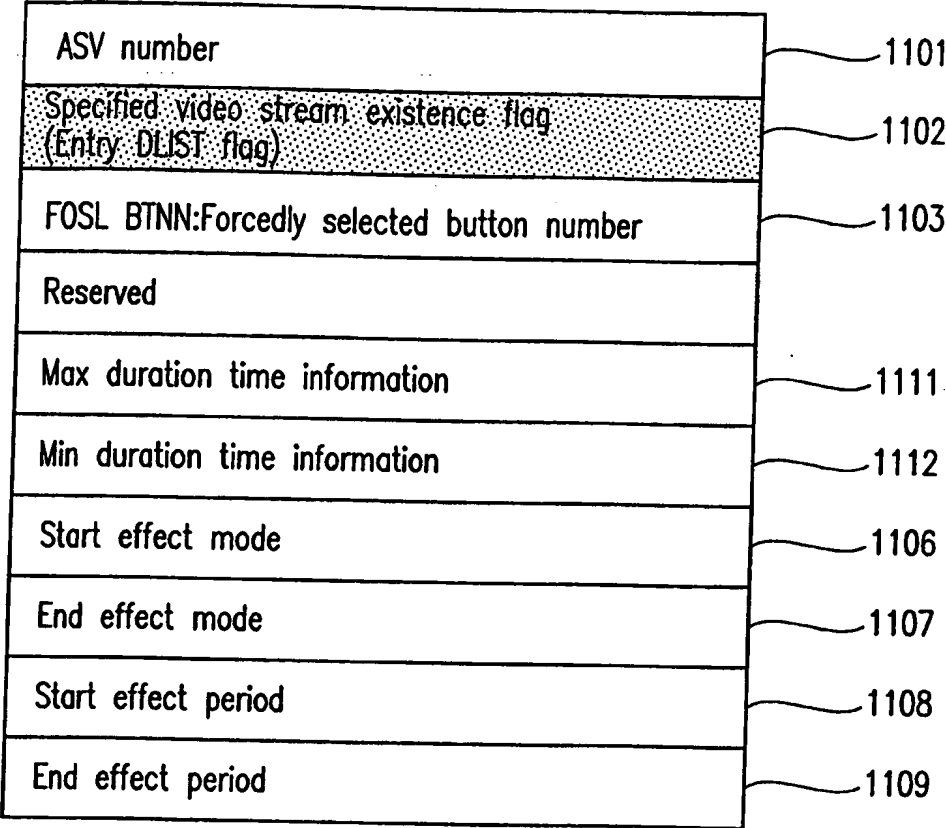 ASV number 1101
Specified video stream existence flag
(Entry DLIST flag) 1102
FOSL BTNN:Forcedly selected button number 1103
Reserved
Max duration time information 1111
Min duration time information 1112
Start effect mode 1106
End effect mode 1107
Start effect period 1108
End effect period 1109